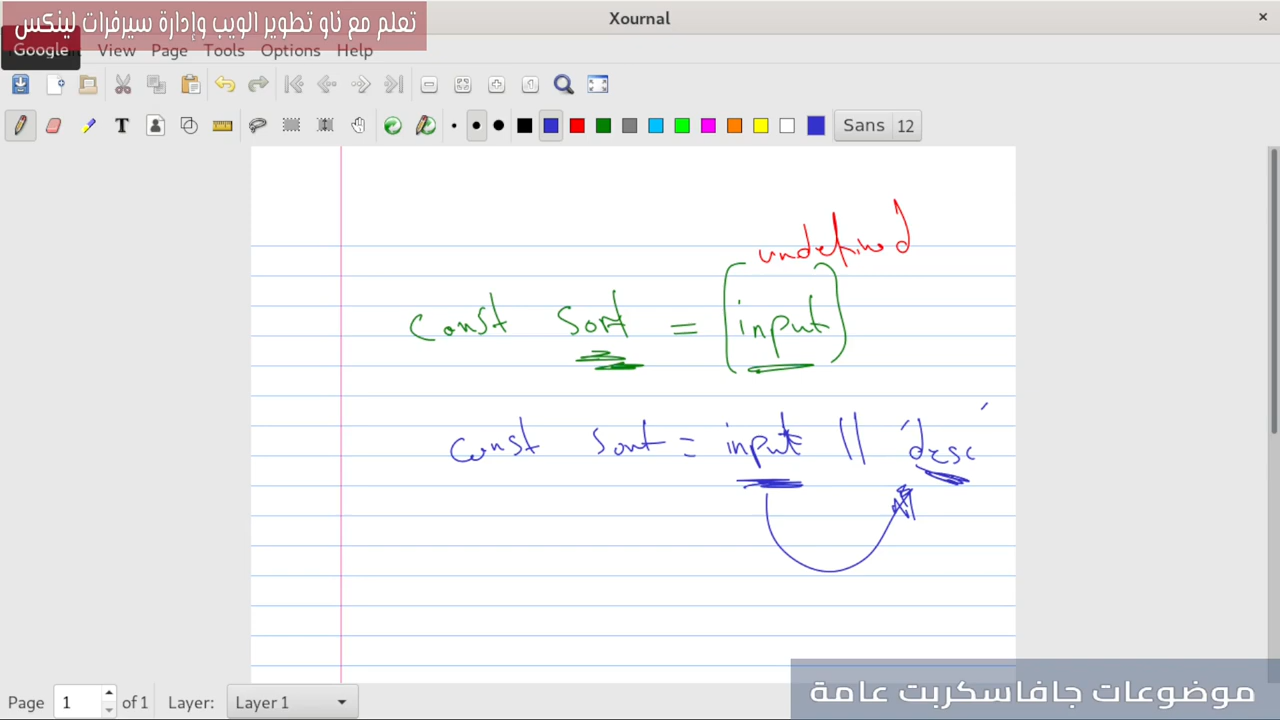 تعلم مع ناو تطوير الويب وإدارة سيرفرات لينكس
Xournal
Google
View Page Tools Options Help
Sans 12
undefined
const sort = (input)
const sort = input || 'desc'
Page 1 of 1 Layer: Layer 1
موضوعات جافاسكربت عامة